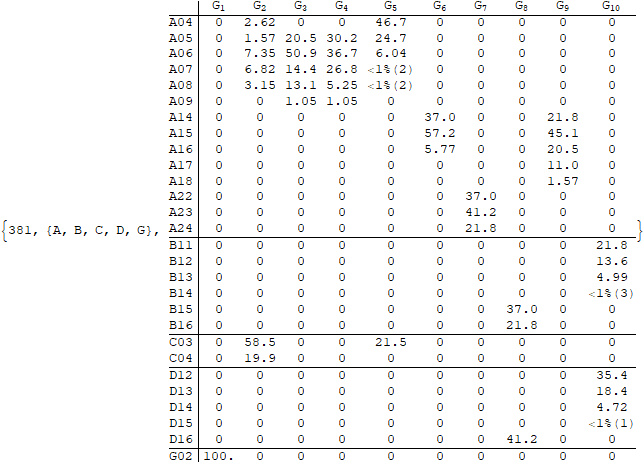 G₁ G₂ G₃ G₄ G₅ G₆ G₇ G₈ G₉ G₁₀
A04 0 2.62 0 0 46.7 0 0 0 0 0
A05 0 1.57 20.5 30.2 24.7 0 0 0 0 0
A06 0 7.35 50.9 36.7 6.04 0 0 0 0 0
A07 0 6.82 14.4 26.8 <1%(2) 0 0 0 0 0
A08 0 3.15 13.1 5.25 <1%(2) 0 0 0 0 0
A09 0 0 1.05 1.05 0 0 0 0 0 0
A14 0 0 0 0 0 37.0 0 0 21.8 0
A15 0 0 0 0 0 57.2 0 0 45.1 0
A16 0 0 0 0 0 5.77 0 0 20.5 0
A17 0 0 0 0 0 0 0 0 11.0 0
A18 0 0 0 0 0 0 0 0 1.57 0
A22 0 0 0 0 0 0 37.0 0 0 0
A23 0 0 0 0 0 0 41.2 0 0 0
{381, {A, B, C, D, G}, A24 0 0 0 0 0 0 21.8 0 0 0 }
B11 0 0 0 0 0 0 0 0 0 21.8
B12 0 0 0 0 0 0 0 0 0 13.6
B13 0 0 0 0 0 0 0 0 0 4.99
B14 0 0 0 0 0 0 0 0 0 <1%(3)
B15 0 0 0 0 0 0 0 37.0 0 0
B16 0 0 0 0 0 0 0 21.8 0 0
C03 0 58.5 0 0 21.5 0 0 0 0 0
C04 0 19.9 0 0 0 0 0 0 0 0
D12 0 0 0 0 0 0 0 0 0 35.4
D13 0 0 0 0 0 0 0 0 0 18.4
D14 0 0 0 0 0 0 0 0 0 4.72
D15 0 0 0 0 0 0 0 0 0 <1%(1)
D16 0 0 0 0 0 0 0 41.2 0 0
G02 100. 0 0 0 0 0 0 0 0 0